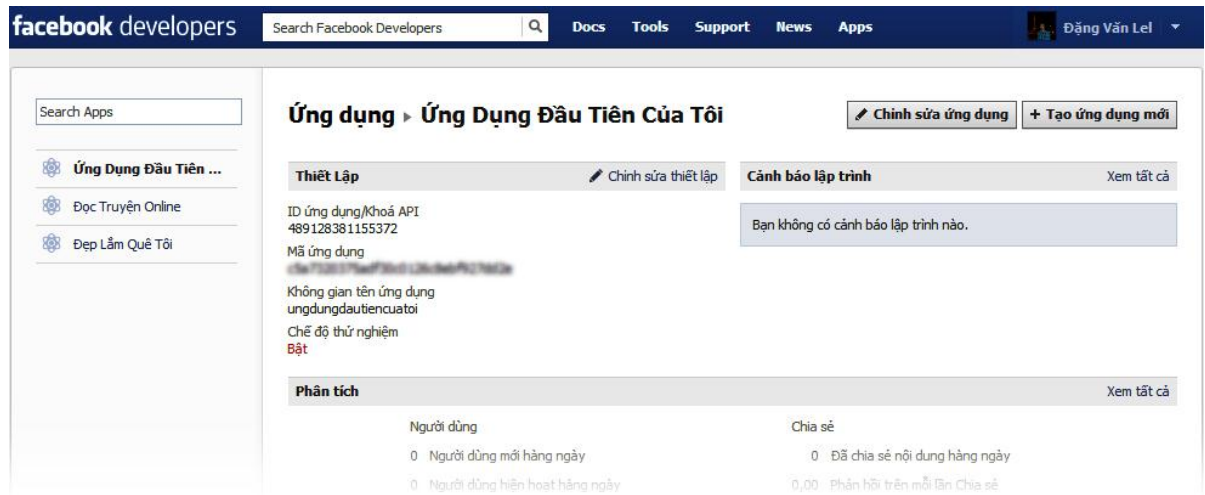 facebook developers
Search Facebook Developers
Docs Tools Support News Apps
Đặng Văn Lel
Search Apps
Ứng Dụng Đầu Tiên ...
Đọc Truyện Online
Đẹp Lắm Quê Tôi
Ứng dụng ▸ Ứng Dụng Đầu Tiên Của Tôi
Chỉnh sửa ứng dụng
+ Tạo ứng dụng mới
Thiết Lập
Chỉnh sửa thiết lập
ID ứng dụng/Khoá API
489128381155372
Mã ứng dụng
Không gian tên ứng dụng
ungdungdautiencuatoi
Chế độ thử nghiệm
Bật
Cảnh báo lập trình
Xem tất cả
Bạn không có cảnh báo lập trình nào.
Phân tích
Xem tất cả
Người dùng
0 Người dùng mới hàng ngày
0 Người dùng hiện hoạt hàng ngày
Chia sẻ
0 Đã chia sẻ nội dung hàng ngày
0,00 Phản hồi trên mỗi lần Chia sẻ